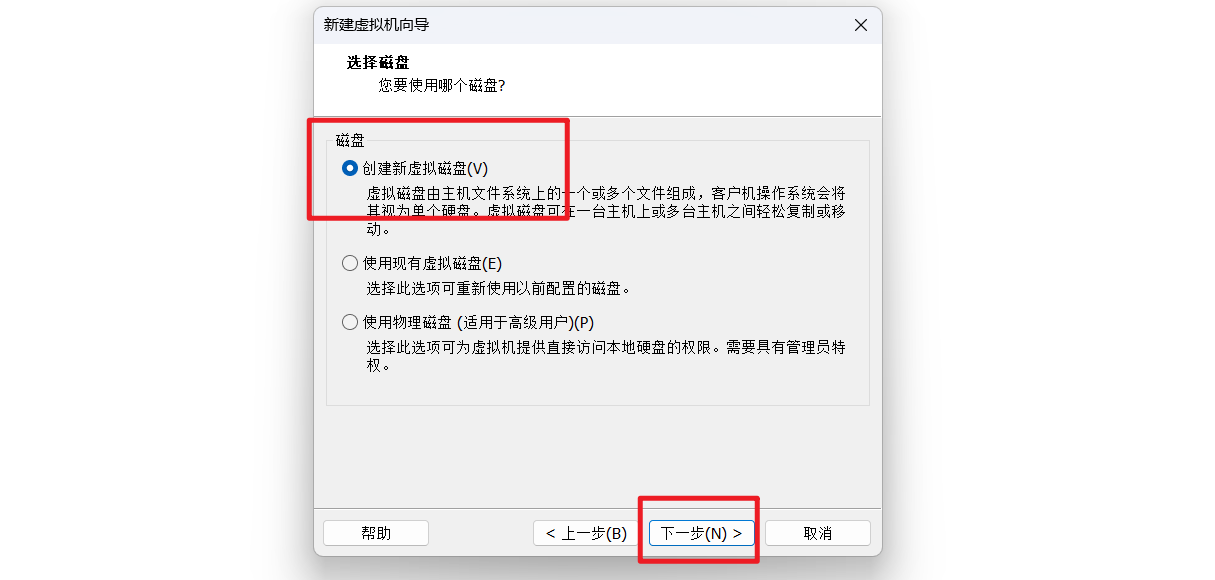 新建虚拟机向导
选择磁盘
您要使用哪个磁盘?
磁盘
创建新虚拟磁盘(V)
虚拟磁盘由主机文件系统上的一个或多个文件组成，客户机操作系统会将
其视为单个硬盘。虚拟磁盘可在一台主机上或多台主机之间轻松复制或移
动。
使用现有虚拟磁盘(E)
选择此选项可重新使用以前配置的磁盘。
使用物理磁盘 (适用于高级用户)(P)
选择此选项可为虚拟机提供直接访问本地硬盘的权限。需要具有管理员特
权。
帮助
< 上一步(B)
下一步(N) >
取消